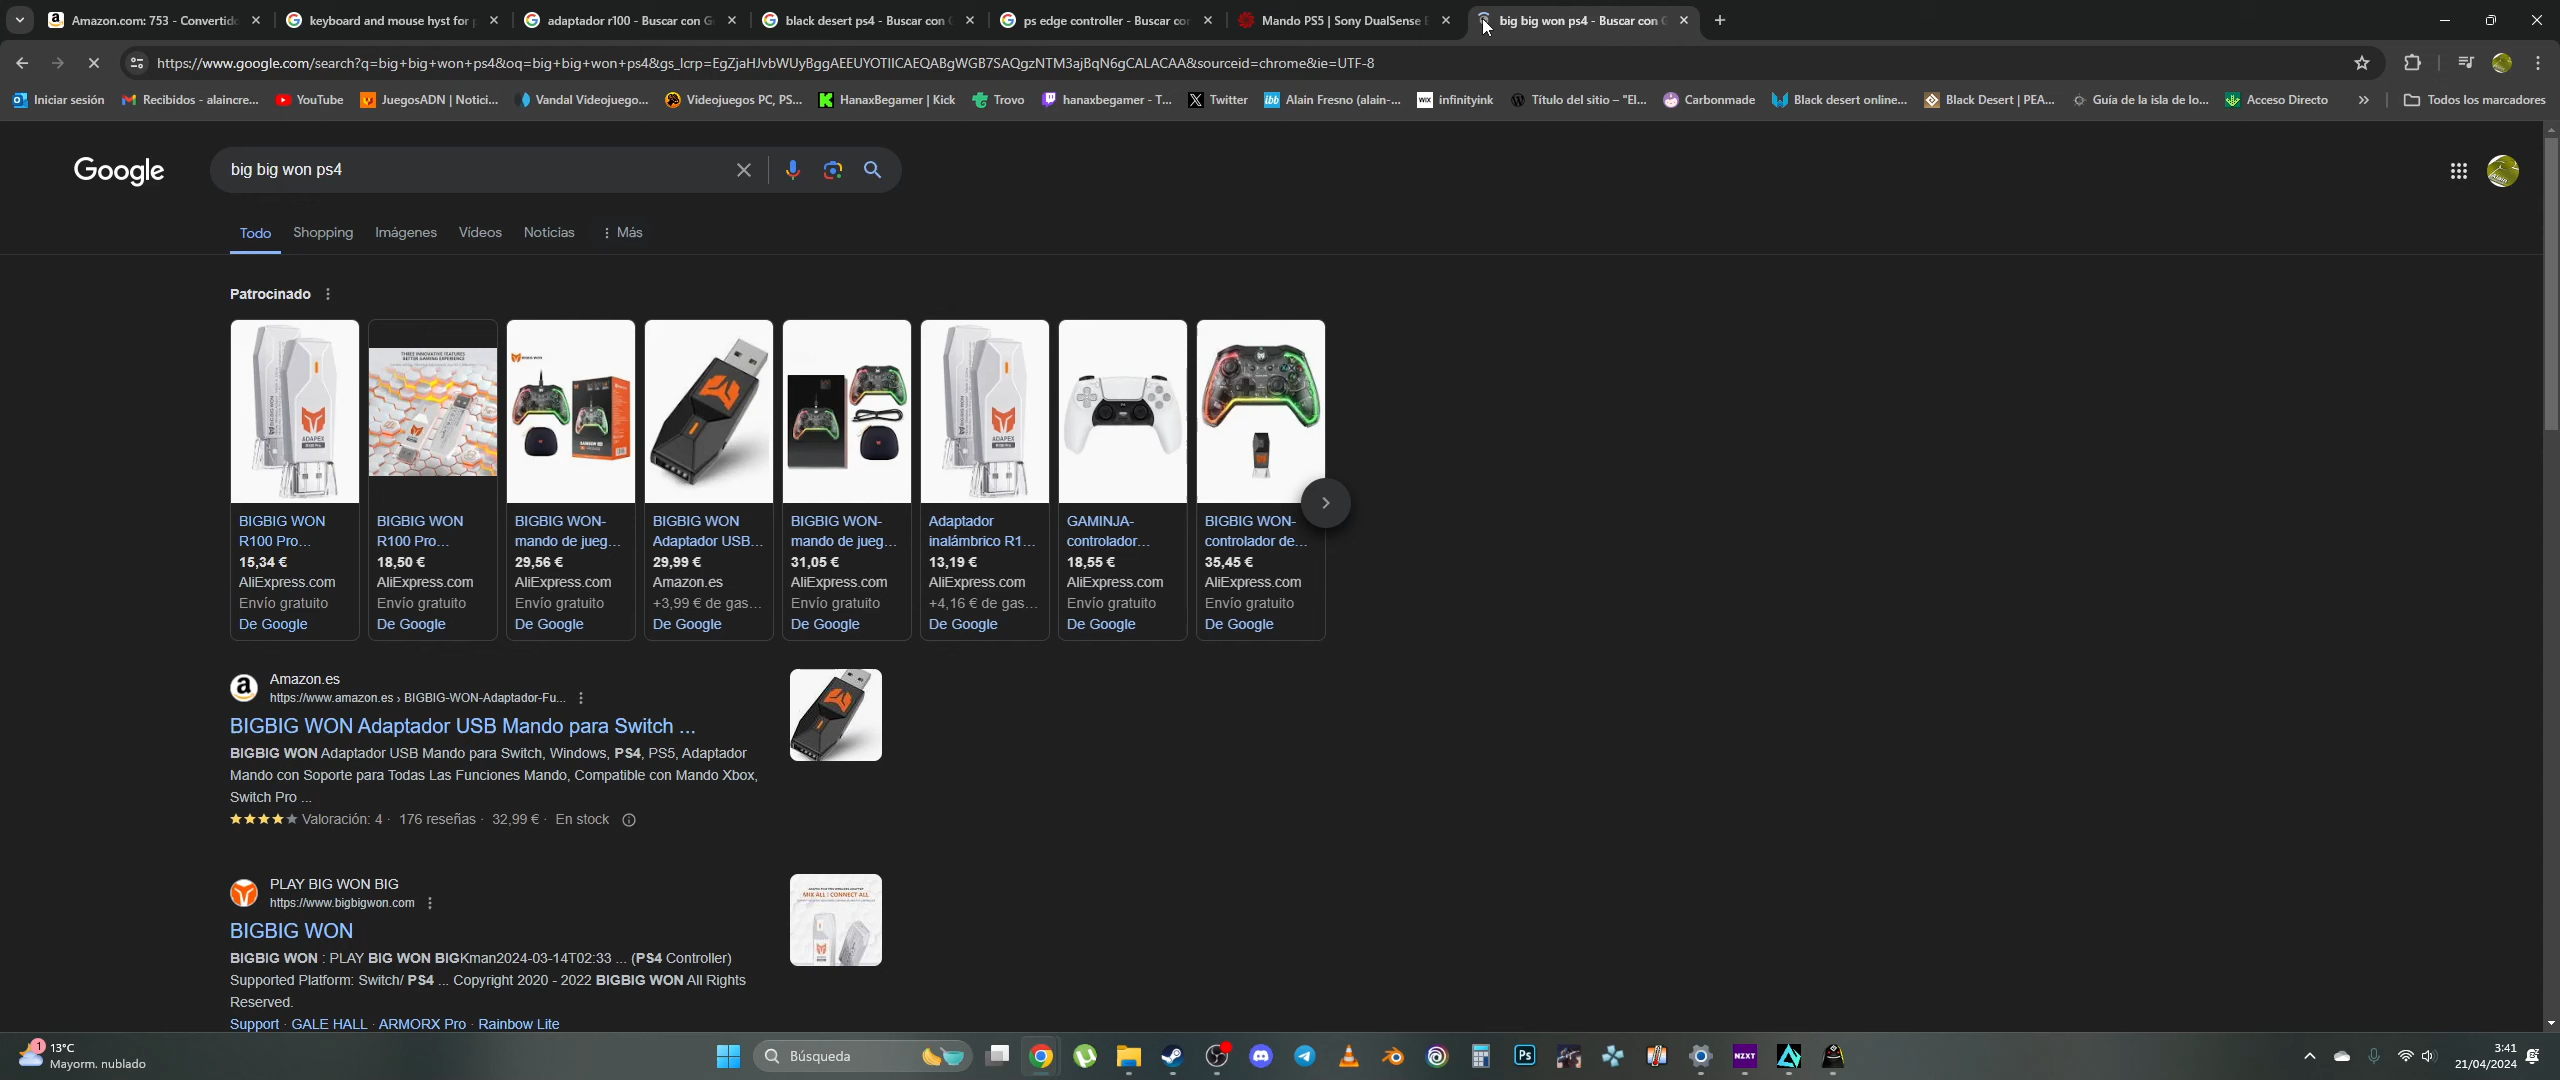 Amazon.com: 753 - Convertido
keyboard and mouse hyst for p
adaptador r100 - Buscar con G
black desert ps4 - Buscar con G
ps edge controller - Buscar con
Mando PS5 | Sony DualSense E
big big won ps4 - Buscar con G
https://www.google.com/search?q=big+big+won+ps4&oq=big+big+won+ps4&gs_lcrp=EgZjaHJvbWUyBggAEEUYOTIICAEQABgWGB7SAQgzNTM3ajBqN6gCALACAA&sourceid=chrome&ie=UTF-8
Iniciar sesión
Recibidos - alaincre...
YouTube
JuegosADN | Notici...
Vandal Videojuego...
Videojuegos PC, PS...
HanaxBegamer | Kick
Trovo
hanaxbegamer - T...
Twitter
Alain Fresno (alain-...
infinityink
Título del sitio – "El...
Carbonmade
Black desert online...
Black Desert | PEA...
Guía de la isla de lo...
Acceso Directo
Todos los marcadores
Google
big big won ps4
Todo
Shopping
Imágenes
Vídeos
Noticias
Más
Patrocinado
BIGBIG WON
R100 Pro...
15,34 €
AliExpress.com
Envío gratuito
De Google
BIGBIG WON
R100 Pro...
18,50 €
AliExpress.com
Envío gratuito
De Google
BIGBIG WON-
mando de jueg...
29,56 €
AliExpress.com
Envío gratuito
De Google
BIGBIG WON
Adaptador USB...
29,99 €
Amazon.es
+3,99 € de gas...
De Google
BIGBIG WON-
mando de jueg...
31,05 €
AliExpress.com
Envío gratuito
De Google
Adaptador
inalámbrico R1...
13,19 €
AliExpress.com
+4,16 € de gas...
De Google
GAMINJA-
controlador...
18,55 €
AliExpress.com
Envío gratuito
De Google
BIGBIG WON-
controlador de...
35,45 €
AliExpress.com
Envío gratuito
De Google
Amazon.es
https://www.amazon.es › BIGBIG-WON-Adaptador-Fu...
BIGBIG WON Adaptador USB Mando para Switch ...
BIGBIG WON Adaptador USB Mando para Switch, Windows, PS4, PS5, Adaptador
Mando con Soporte para Todas Las Funciones Mando, Compatible con Mando Xbox,
Switch Pro ...
Valoración: 4 · 176 reseñas · 32,99 € · En stock
PLAY BIG WON BIG
https://www.bigbigwon.com
BIGBIG WON
BIGBIG WON : PLAY BIG WON BIGKman2024-03-14T02:33 ... (PS4 Controller)
Supported Platform: Switch/ PS4 ... Copyright 2020 - 2022 BIGBIG WON All Rights
Reserved.
Support · GALE HALL · ARMORX Pro · Rainbow Lite
13°C
Mayorm. nublado
Búsqueda
3:41
21/04/2024